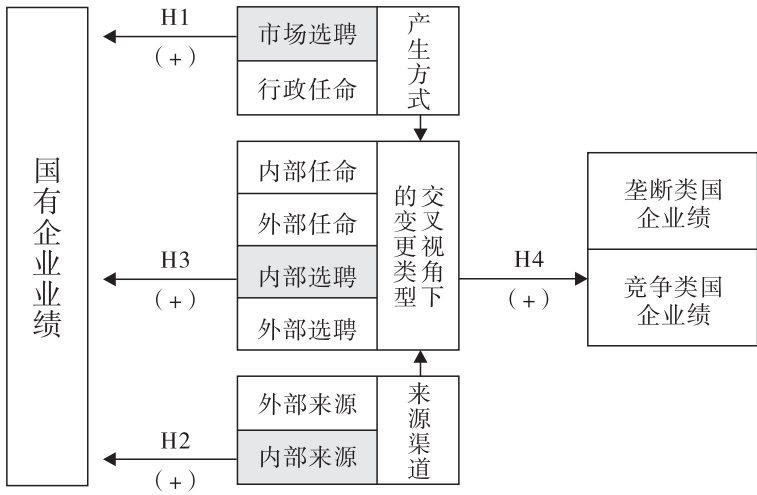 国有企业业绩
H1
(+)
市场选聘
行政任命
产生方式
内部任命
外部任命
内部选聘
外部选聘
交叉视角下
的变更类型
H3
(+)
H4
(+)
垄断类国
企业绩
竞争类国
企业绩
外部来源
内部来源
来源渠道
H2
(+)